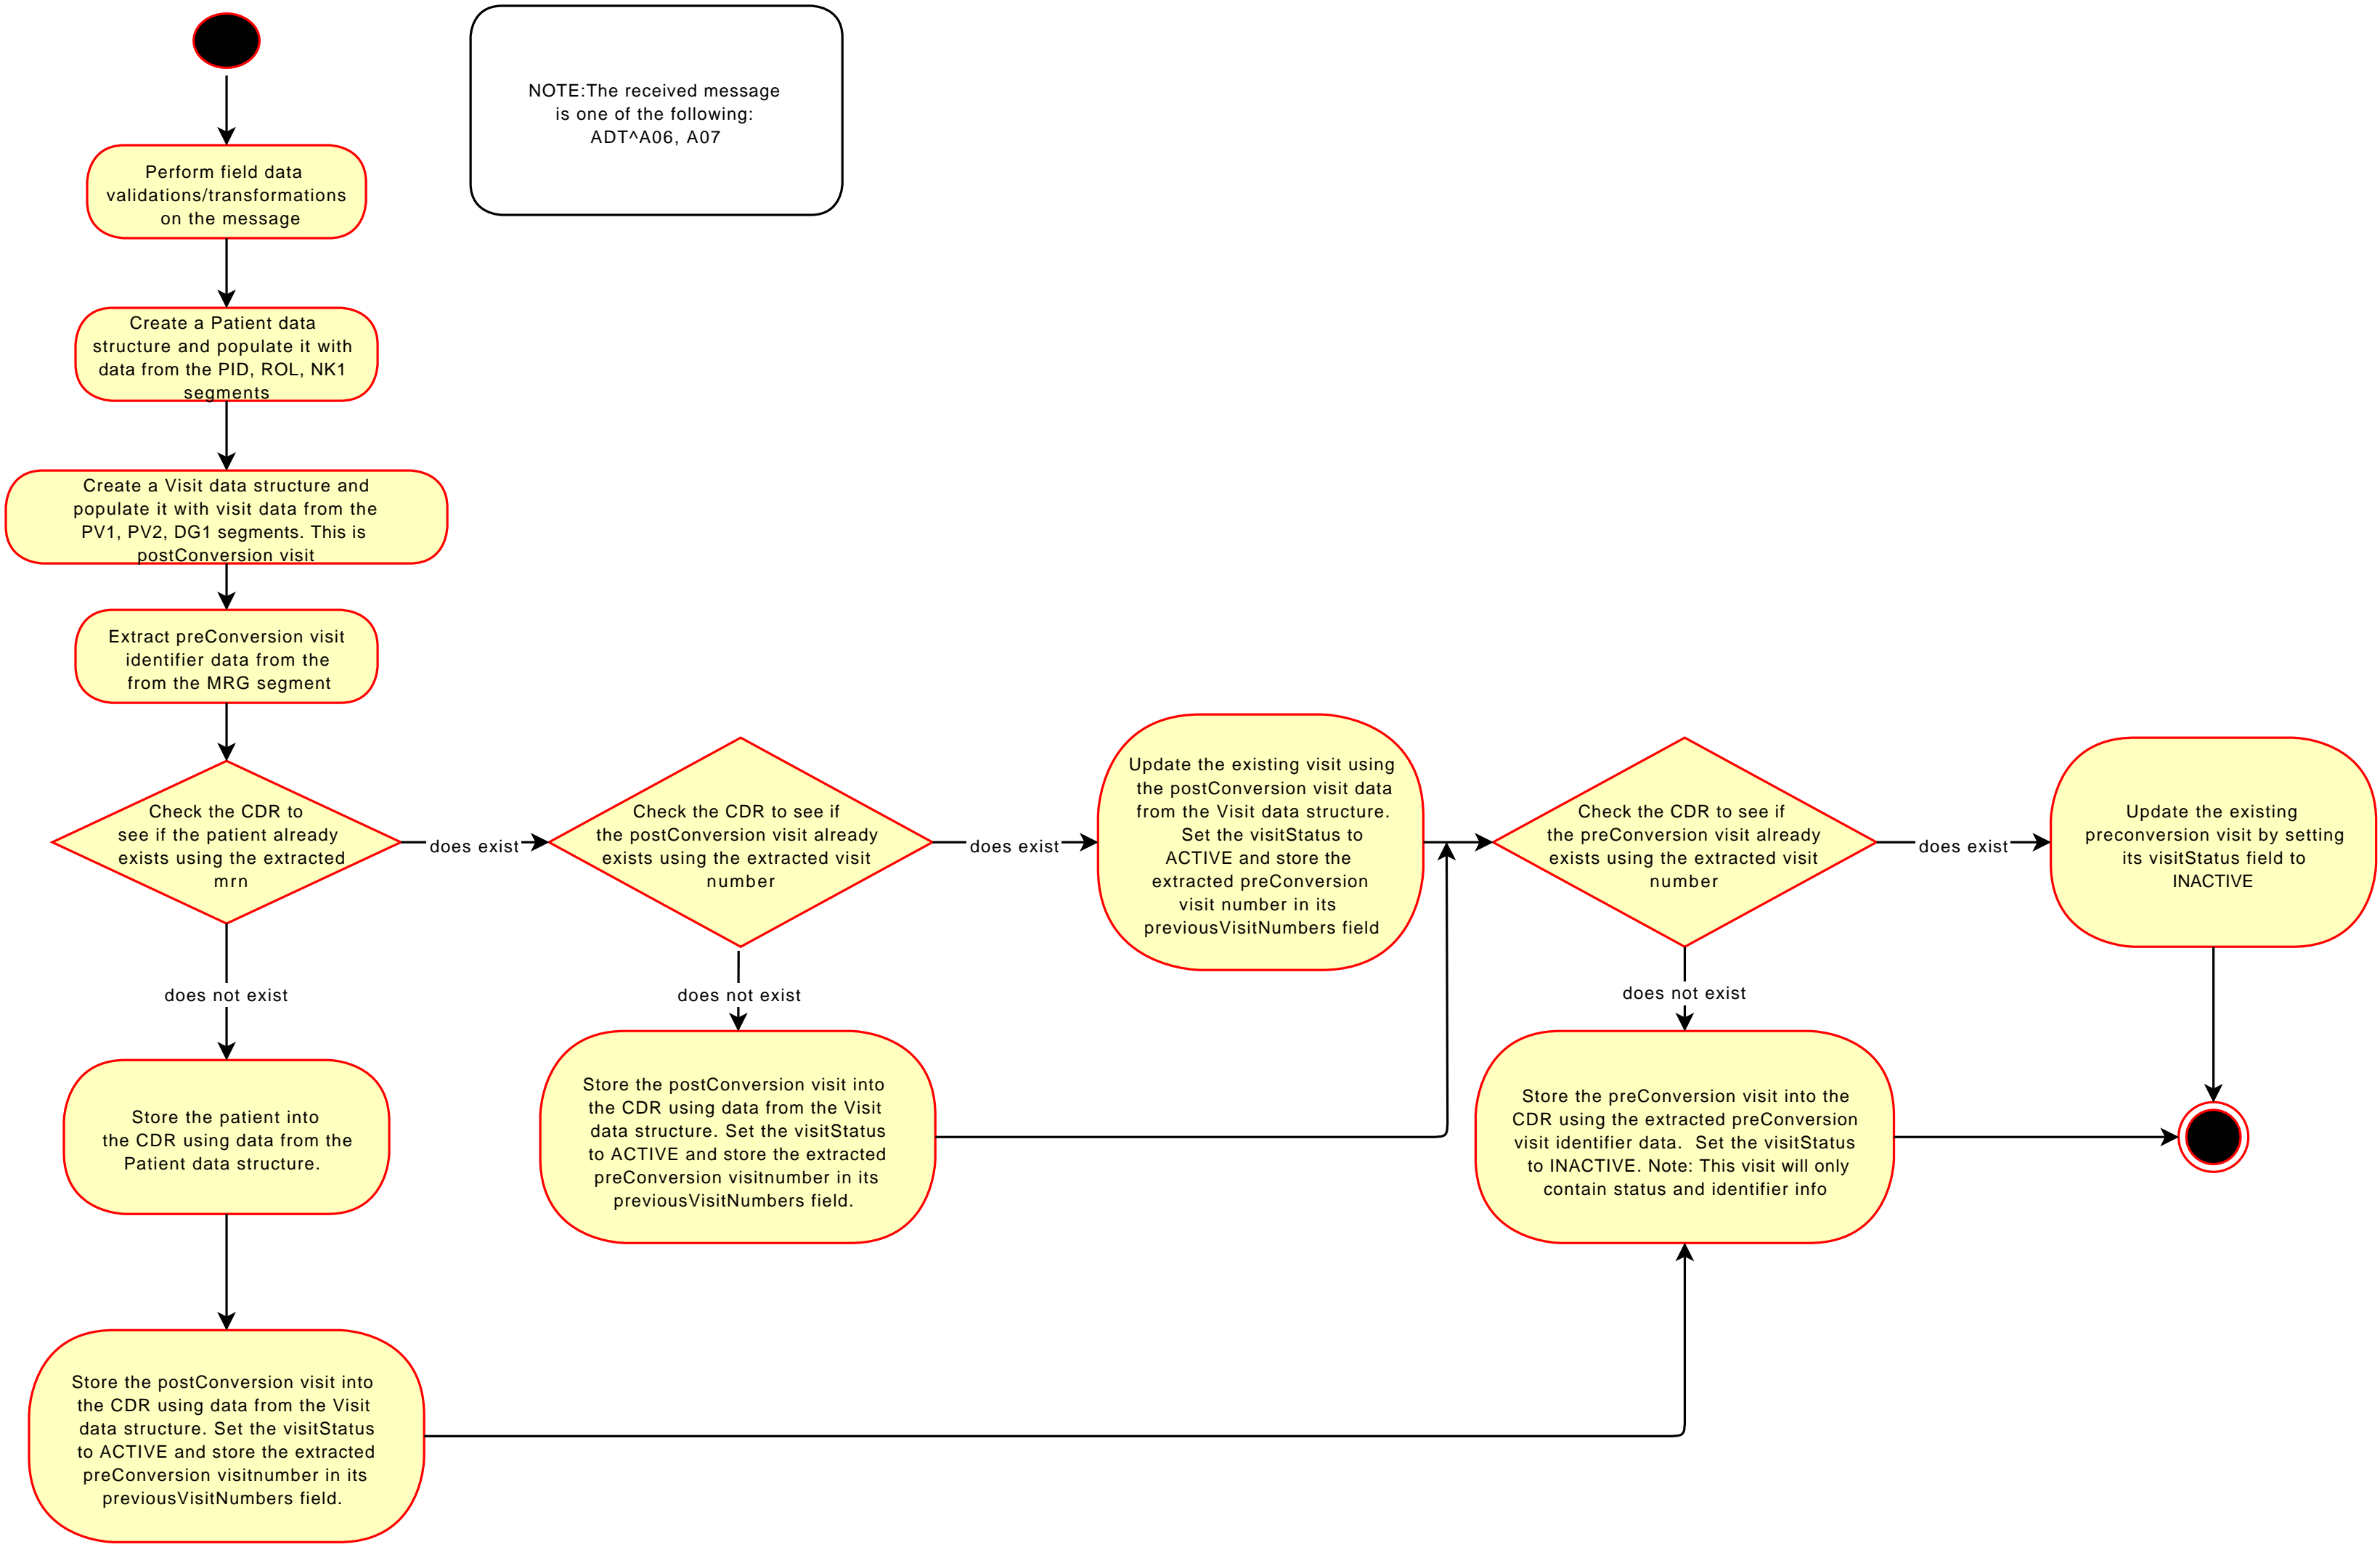 NOTE:The received message
is one of the following:
ADT^A06, A07
Perform field data
validations/transformations
on the message
Create a Patient data
structure and populate it with
data from the PID, ROL, NK1
segments
Create a Visit data structure and
populate it with visit data from the
PV1, PV2, DG1 segments. This is
postConversion visit
Extract preConversion visit
identifier data from the
from the MRG segment
Check the CDR to
see if the patient already
exists using the extracted
mrn
does exist
Check the CDR to see if
the postConversion visit already
exists using the extracted visit
number
does exist
Update the existing visit using
the postConversion visit data
from the Visit data structure.
Set the visitStatus to
ACTIVE and store the
extracted preConversion
visit number in its
previousVisitNumbers field
Check the CDR to see if
the preConversion visit already
exists using the extracted visit
number
does exist
Update the existing
preconversion visit by setting
its visitStatus field to
INACTIVE
does not exist
does not exist
does not exist
Store the patient into
the CDR using data from the
Patient data structure.
Store the postConversion visit into
the CDR using data from the Visit
data structure. Set the visitStatus
to ACTIVE and store the extracted
preConversion visitnumber in its
previousVisitNumbers field.
Store the preConversion visit into the
CDR using the extracted preConversion
visit identifier data.  Set the visitStatus
to INACTIVE. Note: This visit will only
contain status and identifier info
Store the postConversion visit into
the CDR using data from the Visit
data structure. Set the visitStatus
to ACTIVE and store the extracted
preConversion visitnumber in its
previousVisitNumbers field.